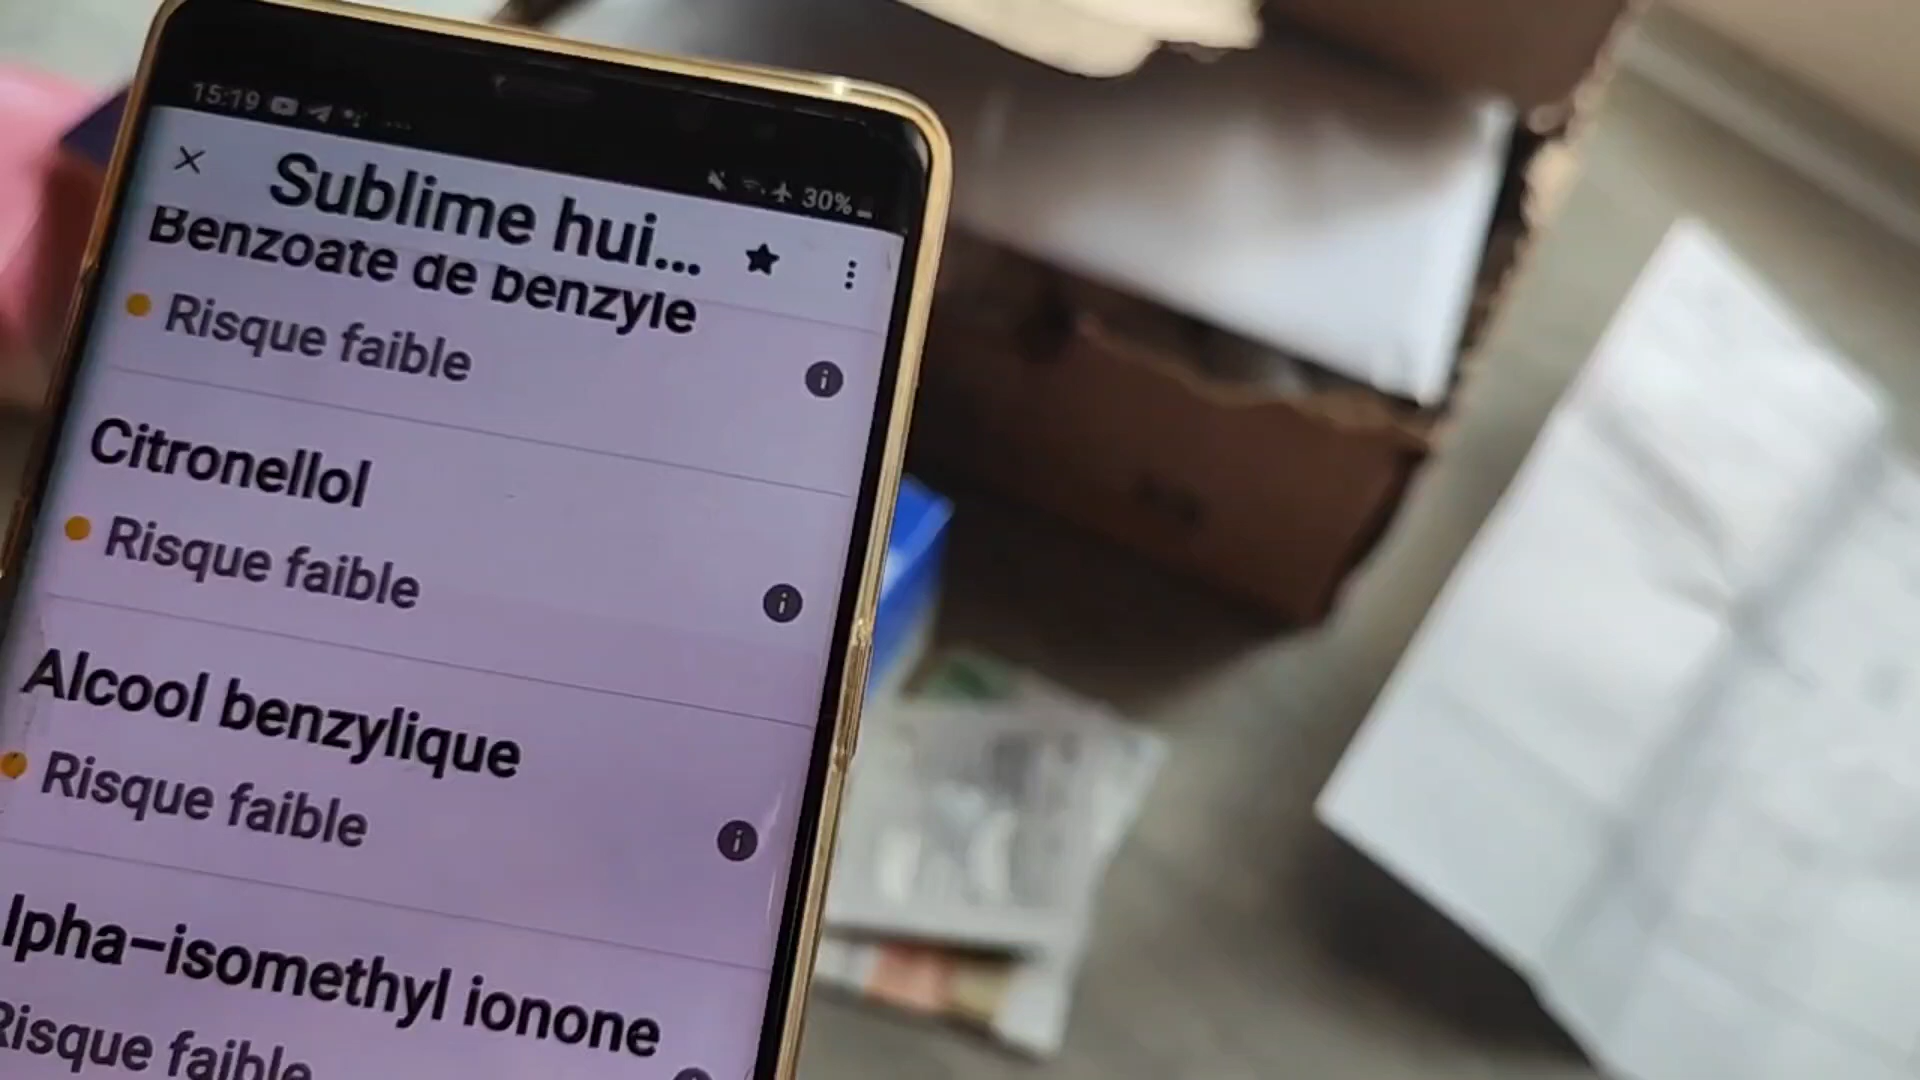 15:19
30%
Sublime hui...
Benzoate de benzyle
Risque faible
Citronellol
Risque faible
Alcool benzylique
Risque faible
lpha-isomethyl ionone
Risque faible